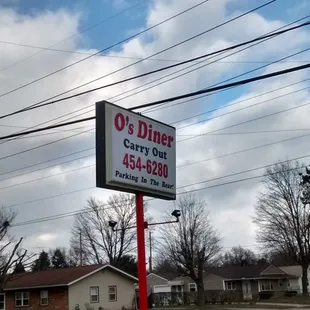 O's Diner
Carry Out
454-6280
Parking In The Rear